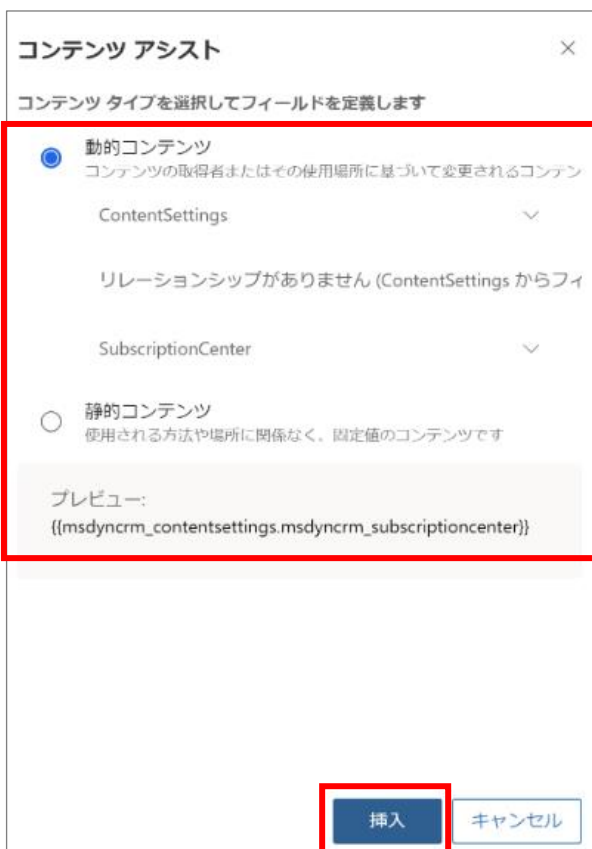 コンテンツ アシスト
コンテンツ タイプを選択してフィールドを定義します
動的コンテンツ
コンテンツの取得者またはその使用場所に基づいて変更されるコンテン
ContentSettings
リレーションシップがありません (ContentSettings からフィ
SubscriptionCenter
静的コンテンツ
使用される方法や場所に関係なく、固定値のコンテンツです
プレビュー:
{{msdyncrm_contentsettings.msdyncrm_subscriptioncenter}}
挿入 キャンセル